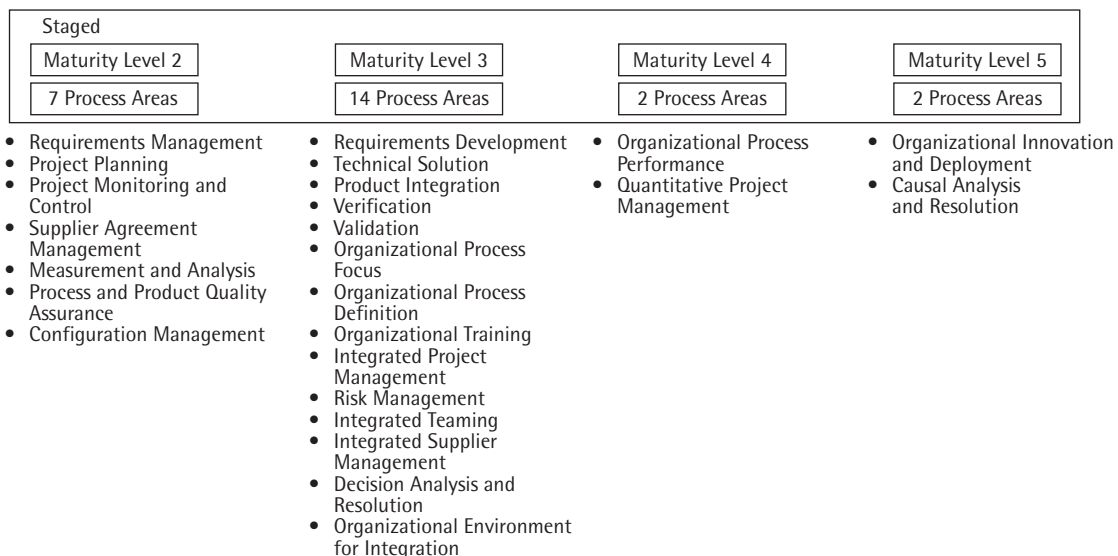 Staged
Maturity Level 2
7 Process Areas
• Requirements Management
• Project Planning
• Project Monitoring and
Control
• Supplier Agreement
Management
• Measurement and Analysis
• Process and Product Quality
Assurance
• Configuration Management
Maturity Level 3
14 Process Areas
• Requirements Development
• Technical Solution
• Product Integration
• Verification
• Validation
• Organizational Process
Focus
• Organizational Process
Definition
• Organizational Training
• Integrated Project
Management
• Risk Management
• Integrated Teaming
• Integrated Supplier
Management
• Decision Analysis and
Resolution
• Organizational Environment
for Integration
Maturity Level 4
2 Process Areas
• Organizational Process
Performance
• Quantitative Project
Management
Maturity Level 5
2 Process Areas
• Organizational Innovation
and Deployment
• Causal Analysis
and Resolution